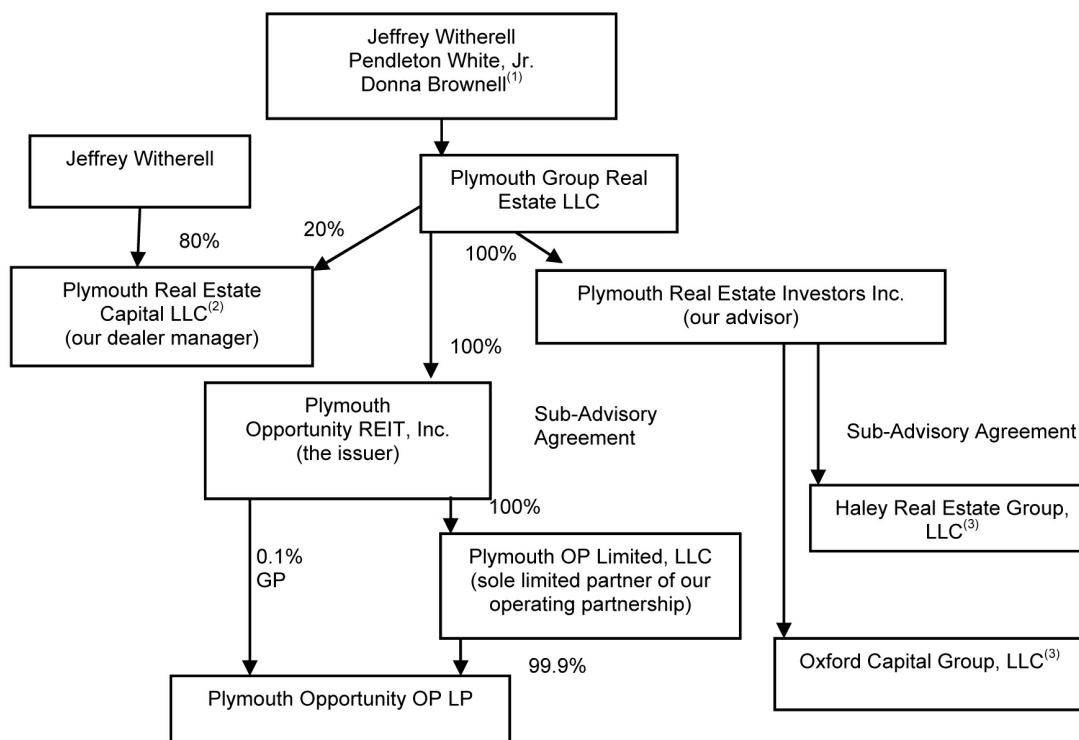 Jeffrey Witherell
Pendleton White, Jr.
Donna Brownell(1)
Jeffrey Witherell
Plymouth Group Real
Estate LLC
80%
20%
100%
Plymouth Real Estate
Capital LLC(2)
(our dealer manager)
Plymouth Real Estate Investors Inc.
(our advisor)
100%
Plymouth
Opportunity REIT, Inc.
(the issuer)
Sub-Advisory
Agreement
Sub-Advisory Agreement
100%
Haley Real Estate Group,
LLC(3)
0.1%
GP
Plymouth OP Limited, LLC
(sole limited partner of our
operating partnership)
99.9%
Oxford Capital Group, LLC(3)
Plymouth Opportunity OP LP